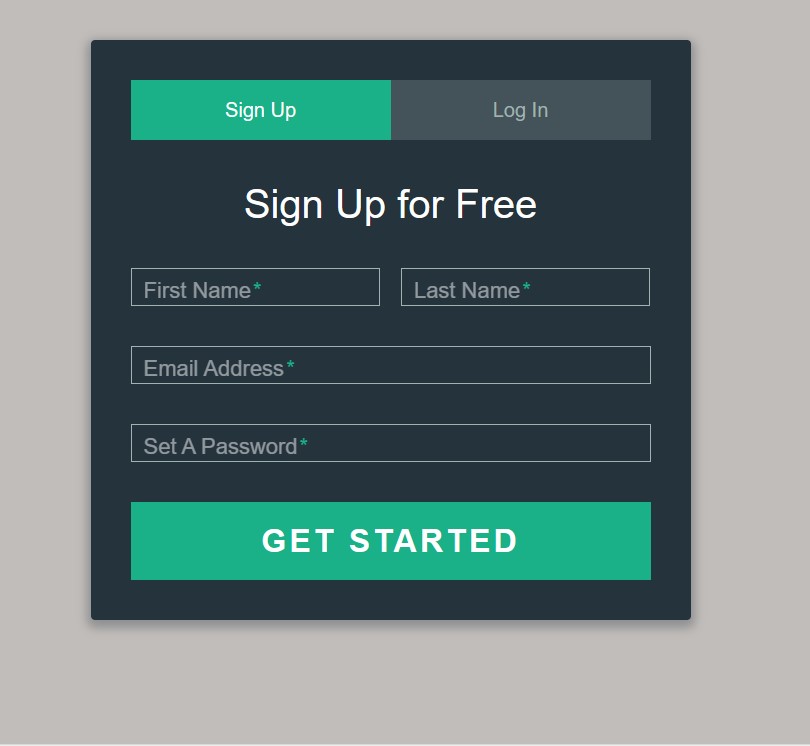 Sign Up Log In
Sign Up for Free
First Name* Last Name*
Email Address*
Set A Password*
GET STARTED